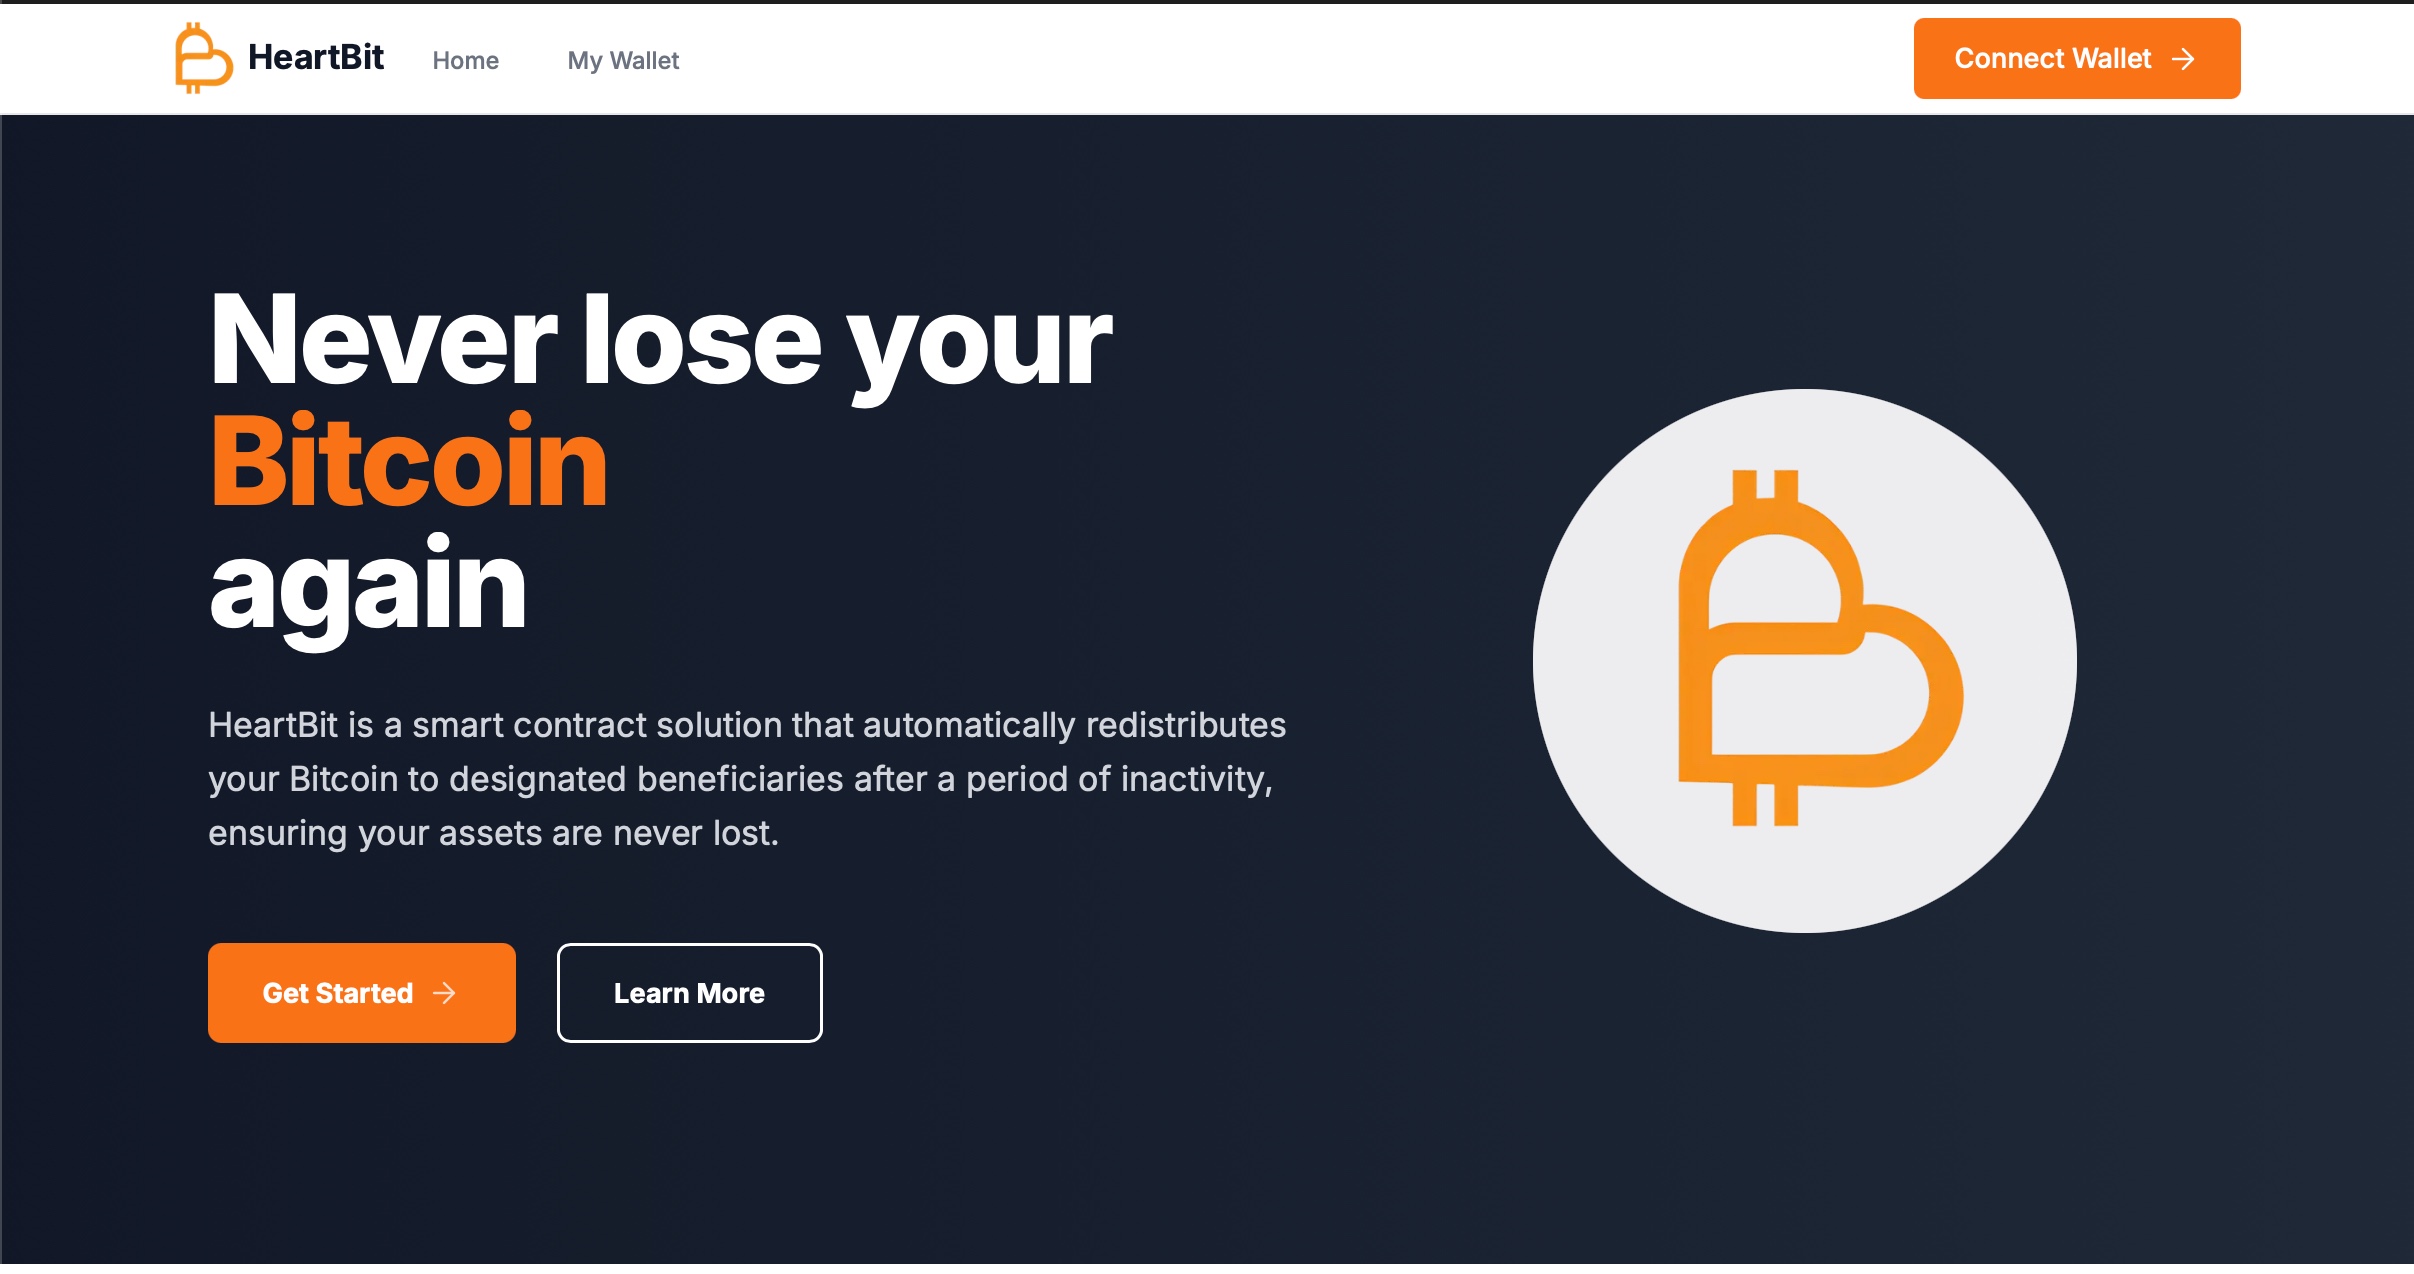 HeartBit
Home
My Wallet
Connect Wallet
Never lose your
Bitcoin
again
HeartBit is a smart contract solution that automatically redistributes
your Bitcoin to designated beneficiaries after a period of inactivity,
ensuring your assets are never lost.
Get Started
Learn More